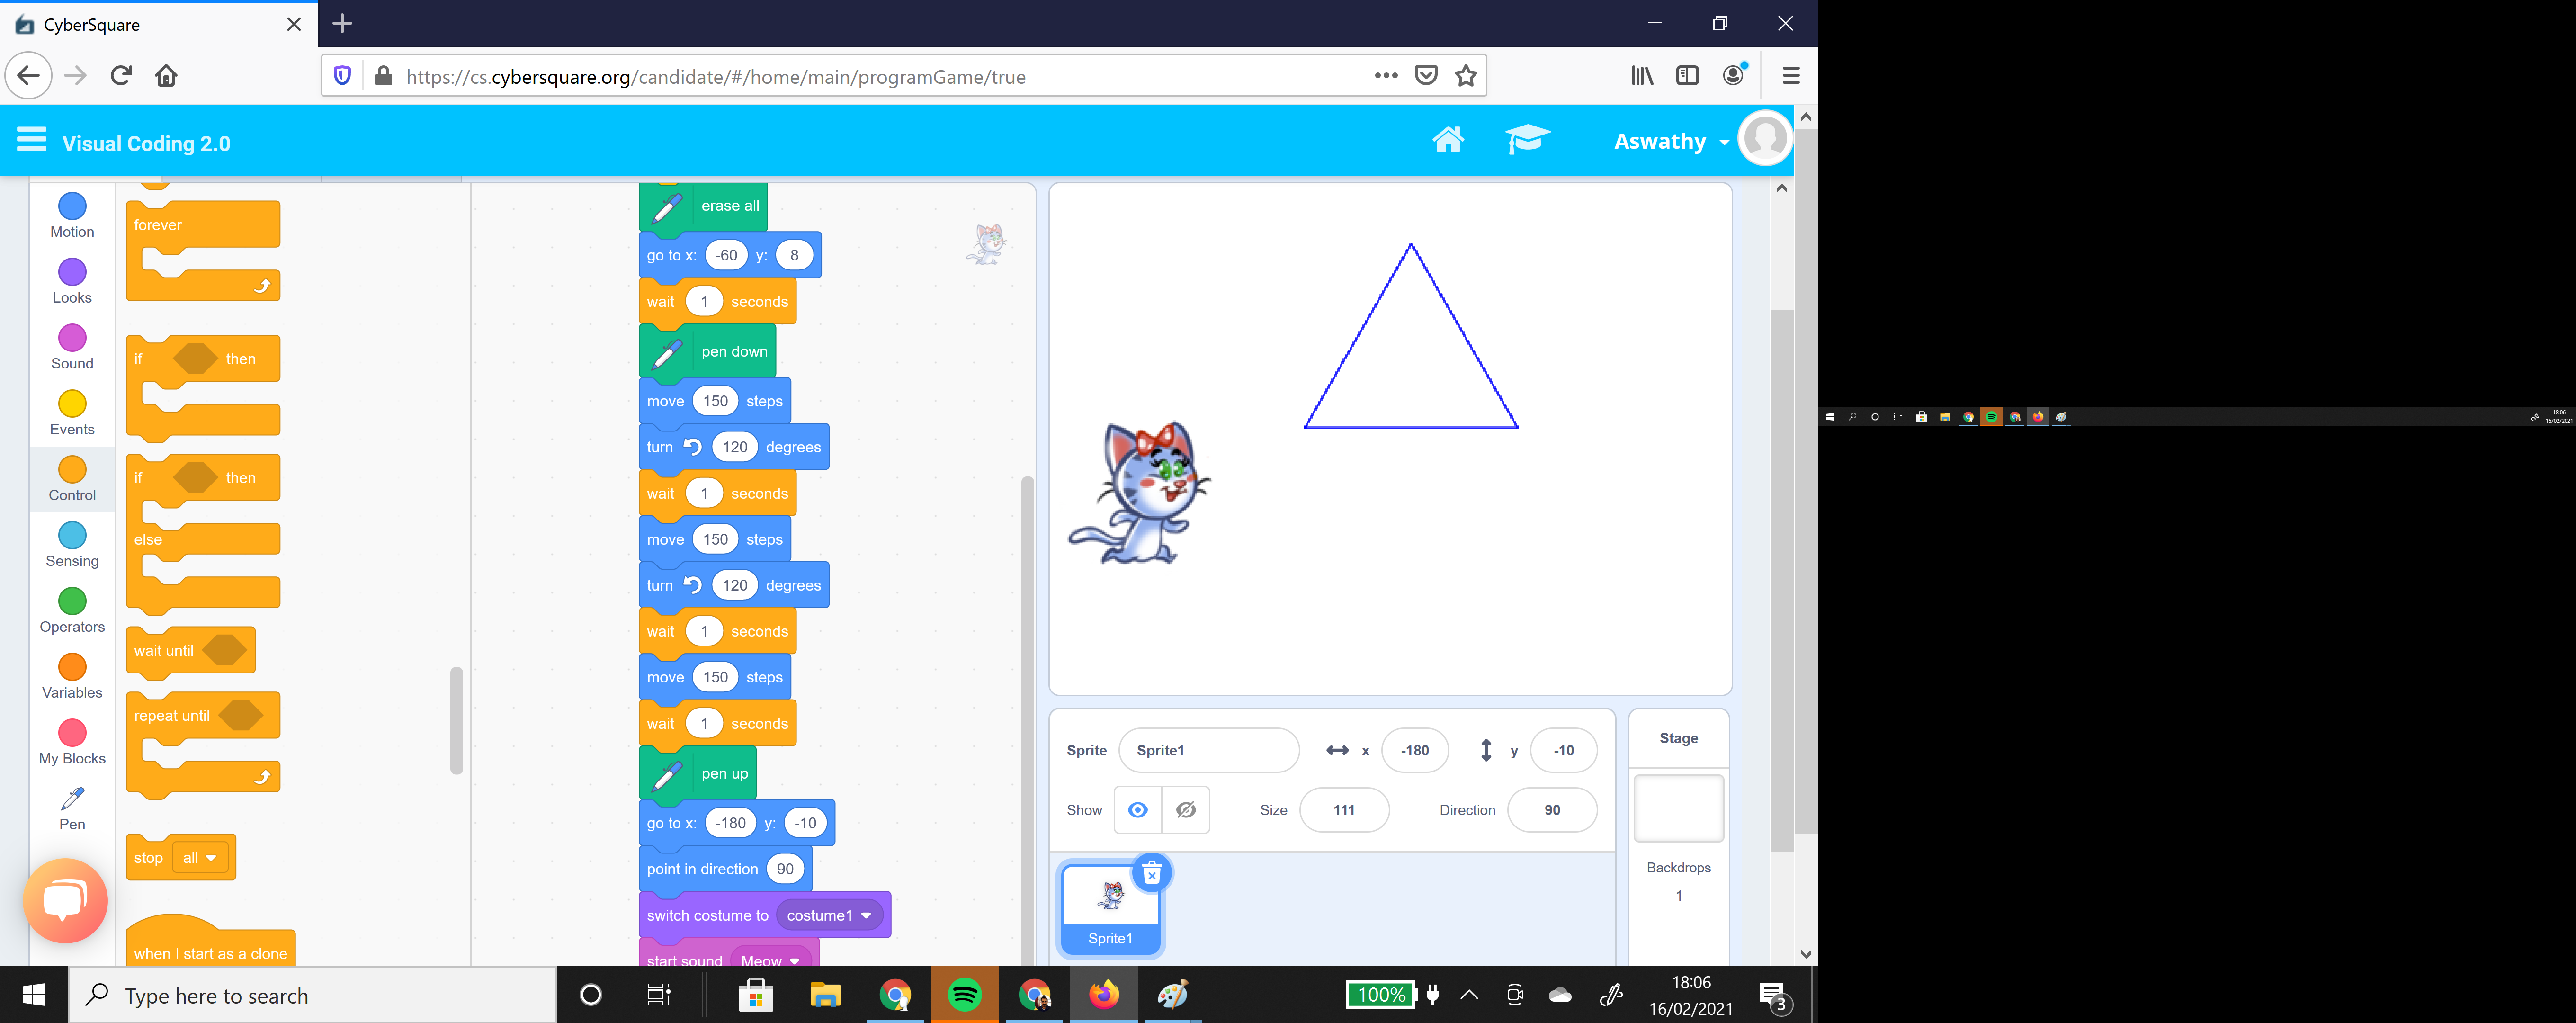 CyberSquare
https://cs.cybersquare.org/candidate/#/home/main/programGame/true
Visual Coding 2.0
Aswathy
Motion
Looks
Sound
Events
Control
Sensing
Operators
Variables
My Blocks
Pen
forever
if then
if then
else
wait until
repeat until
stop all
when I start as a clone
erase all
go to x: -60 y: 8
wait 1 seconds
pen down
move 150 steps
turn 120 degrees
wait 1 seconds
move 150 steps
turn 120 degrees
wait 1 seconds
move 150 steps
wait 1 seconds
pen up
go to x: -180 y: -10
point in direction 90
switch costume to costume1
start sound Meow
Sprite Sprite1 x -180 y -10
Show Size 111 Direction 90
Sprite1
Stage
Backdrops
1
Type here to search
100%
18:06
16/02/2021
3
18:06
16/02/2021